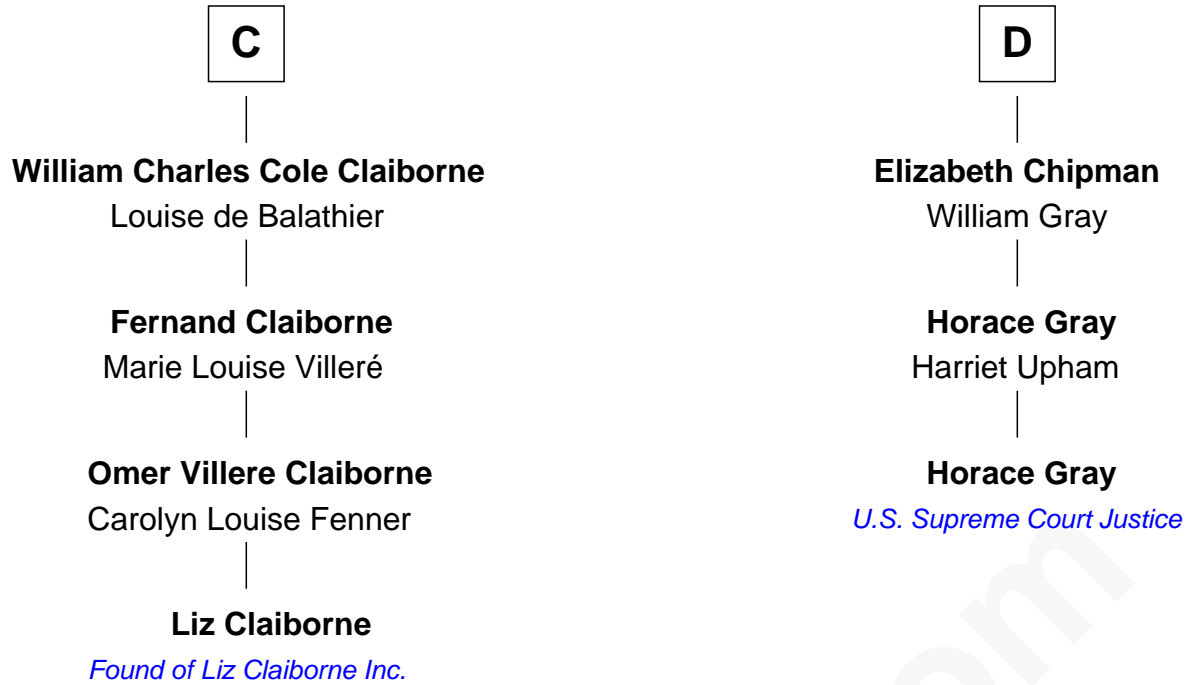 C
William Charles Cole Claiborne
Louise de Balathier
Fernand Claiborne
Marie Louise Villeré
Omer Villere Claiborne
Carolyn Louise Fenner
Liz Claiborne
Found of Liz Claiborne Inc.
D
Elizabeth Chipman
William Gray
Horace Gray
Harriet Upham
Horace Gray
U.S. Supreme Court Justice
om